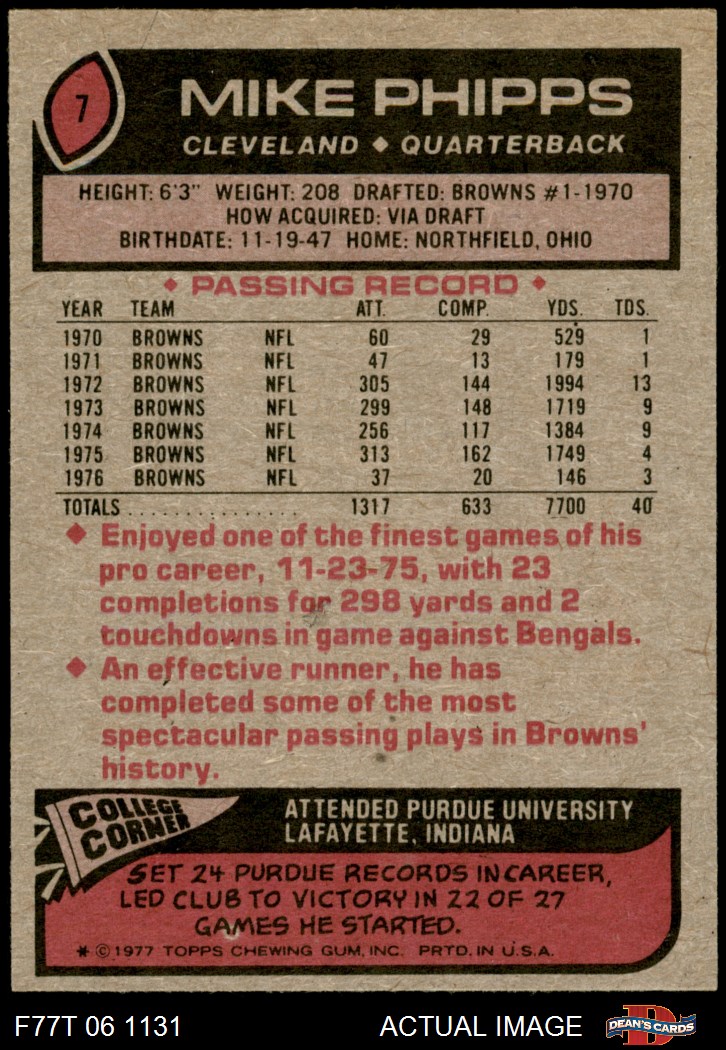 7
MIKE PHIPPS
CLEVELAND ◆ QUARTERBACK
HEIGHT: 6'3" WEIGHT: 208 DRAFTED: BROWNS #1-1970
HOW ACQUIRED: VIA DRAFT
BIRTHDATE: 11-19-47 HOME: NORTHFIELD, OHIO
◆ PASSING RECORD ◆
YEAR TEAM ATT. COMP. YDS. TDS.
1970 BROWNS NFL 60 29 529 1
1971 BROWNS NFL 47 13 179 1
1972 BROWNS NFL 305 144 1994 13
1973 BROWNS NFL 299 148 1719 9
1974 BROWNS NFL 256 117 1384 9
1975 BROWNS NFL 313 162 1749 4
1976 BROWNS NFL 37 20 146 3
TOTALS . . . . . . . . . . . . . . . 1317 633 7700 40
◆ Enjoyed one of the finest games of his
pro career, 11-23-75, with 23
completions for 298 yards and 2
touchdowns in game against Bengals.
◆ An effective runner, he has
completed some of the most
spectacular passing plays in Browns'
history.
COLLEGE
CORNER
ATTENDED PURDUE UNIVERSITY
LAFAYETTE, INDIANA
SET 24 PURDUE RECORDS IN CAREER,
LED CLUB TO VICTORY IN 22 OF 27
GAMES HE STARTED.
* © 1977 TOPPS CHEWING GUM, INC. PRTD. IN U.S.A.
F77T 06 1131 ACTUAL IMAGE D DEAN'S CARDS